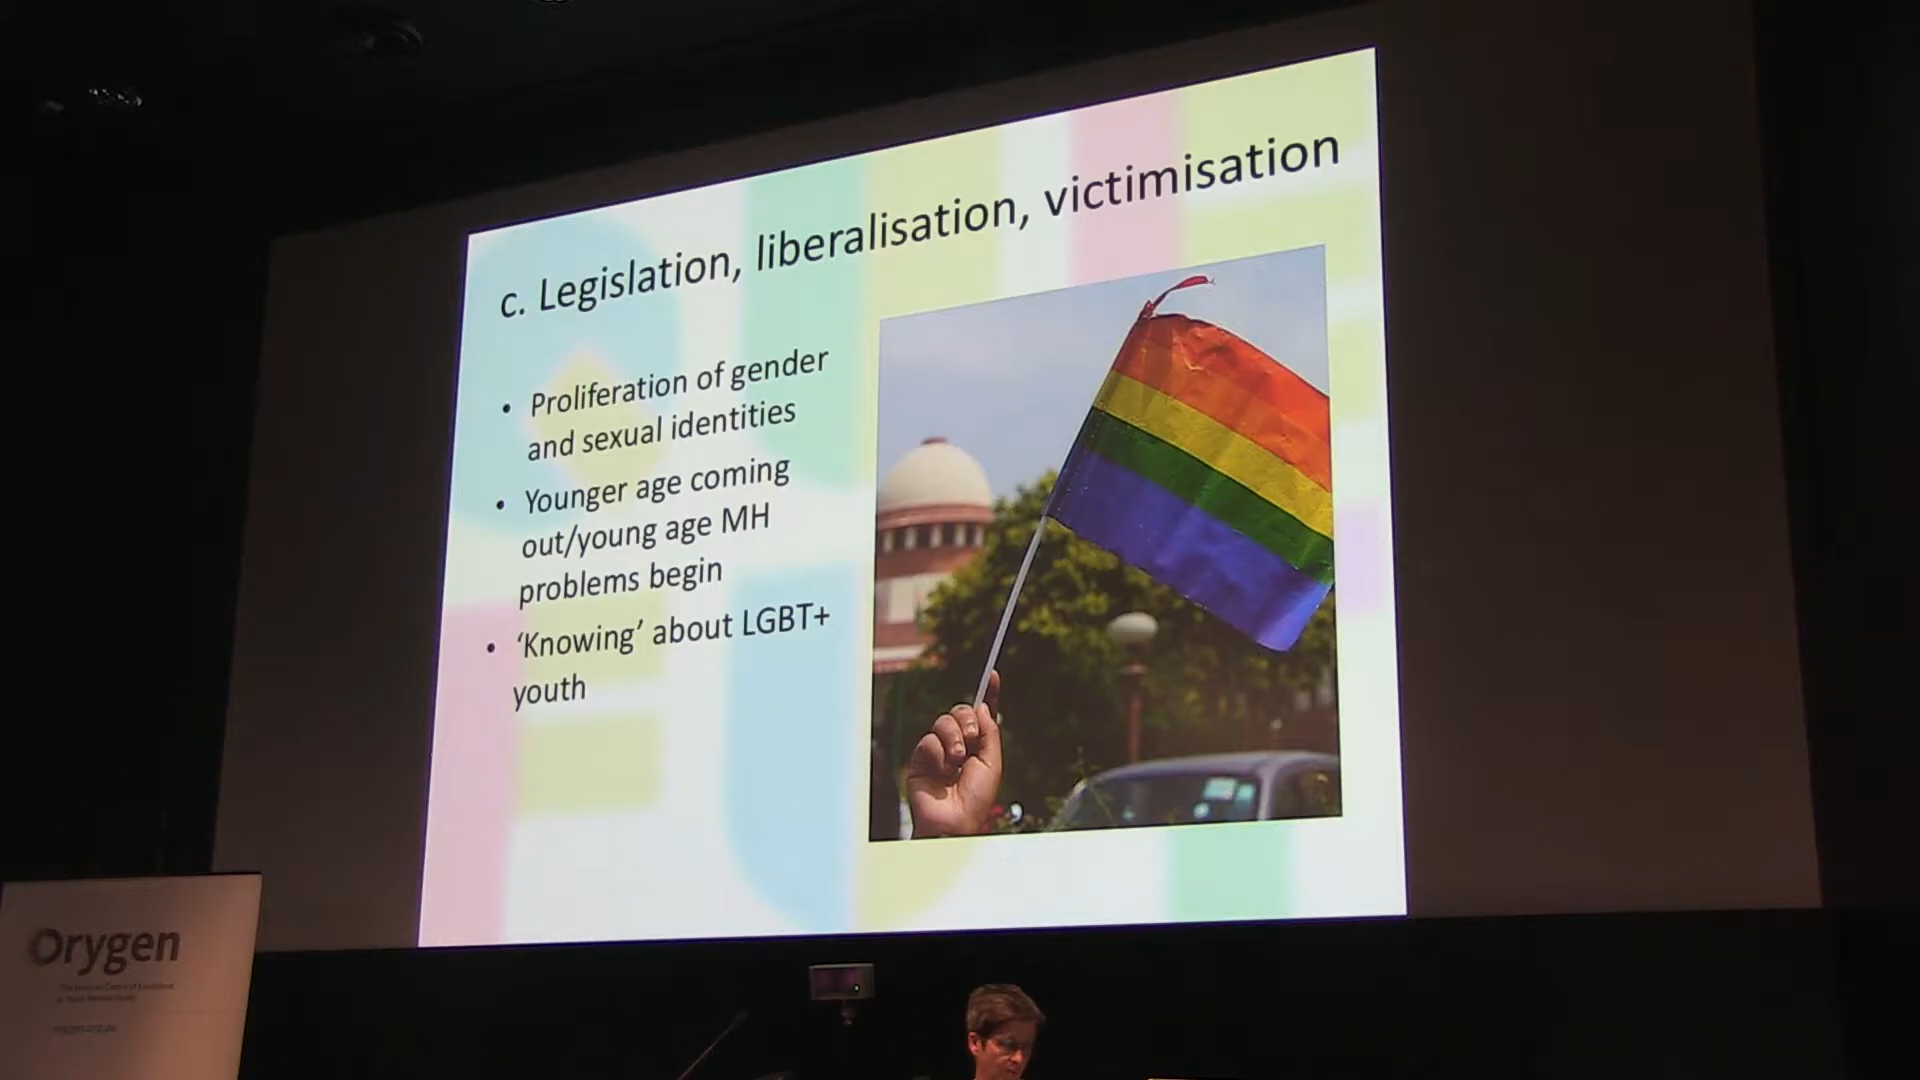 c. Legislation, liberalisation, victimisation
• Proliferation of gender
and sexual identities
• Younger age coming
out/young age MH
problems begin
• ‘Knowing’ about LGBT+
youth
Orygen